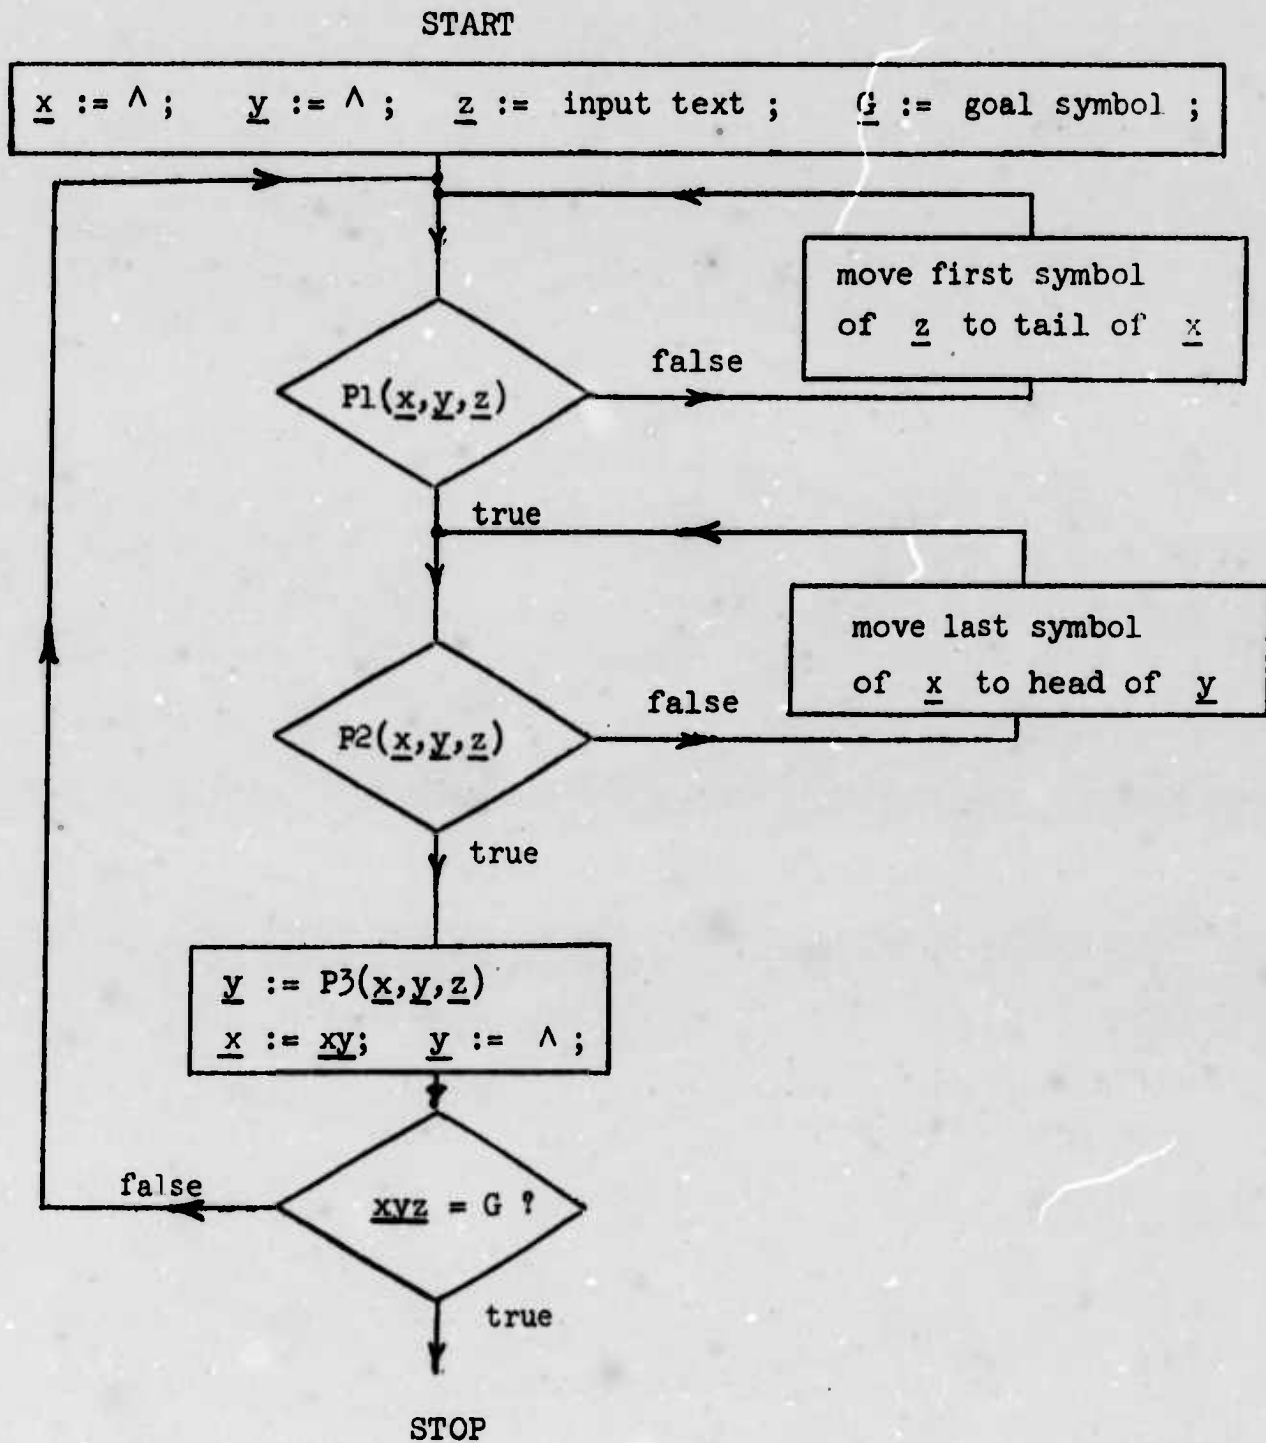 START
x := ^ ; y := ^ ; z := input text ; G := goal symbol ;
move first symbol
of z to tail of x
false
P1(x,y,z)
true
move last symbol
of x to head of y
false
P2(x,y,z)
true
y := P3(x,y,z)
x := xy; y := ^ ;
false
xyz = G ?
true
STOP